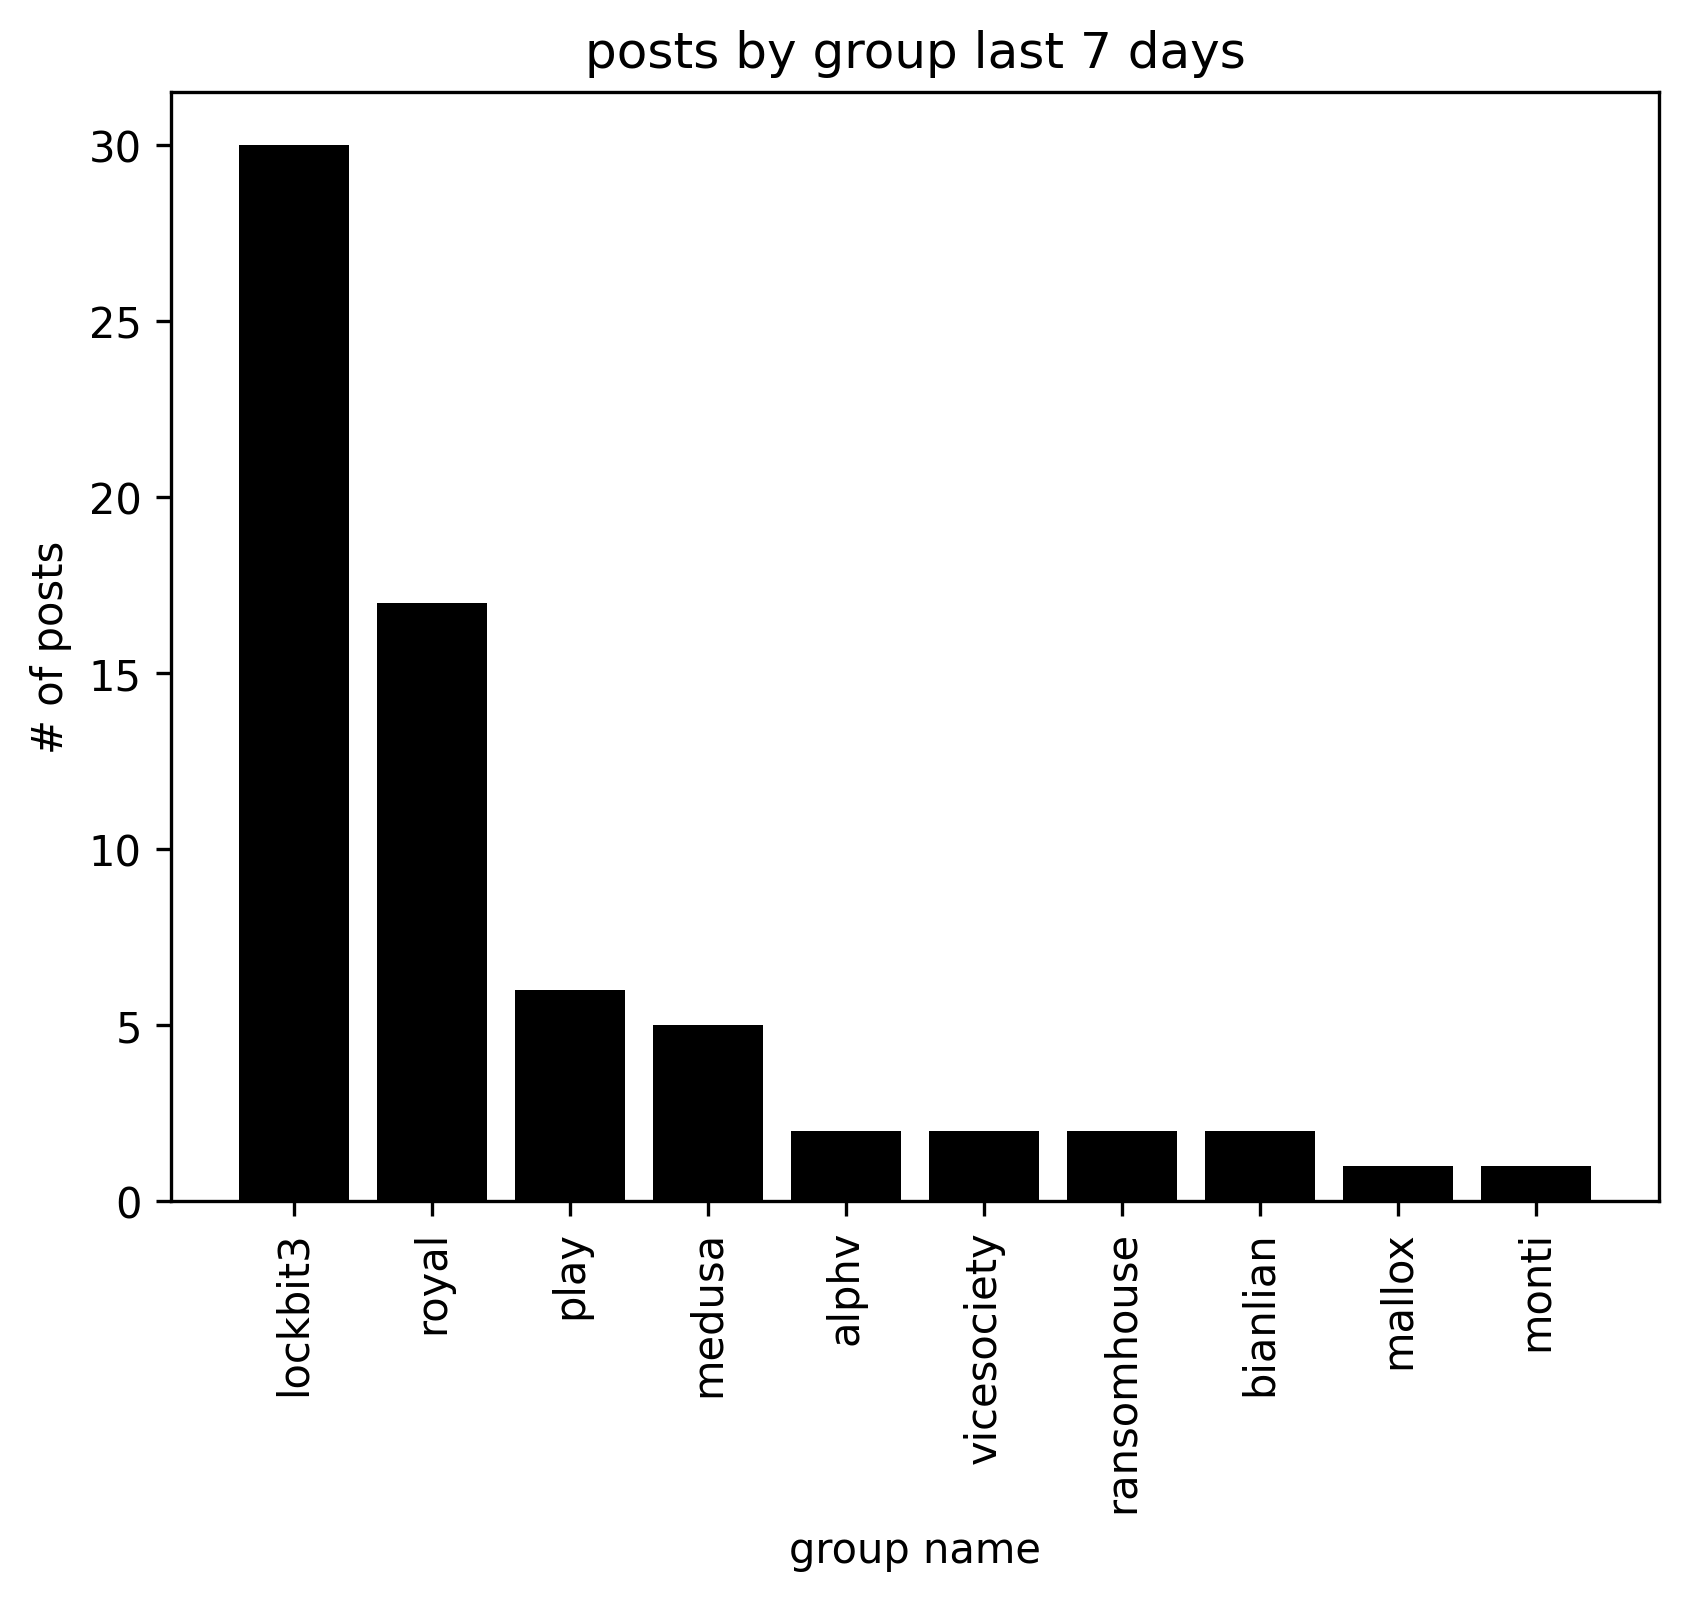 posts by group last 7 days
30
25
20
15
10
5
0
# of posts
lockbit3
royal
play
medusa
alphv
vicesociety
ransomhouse
bianlian
mallox
monti
group name